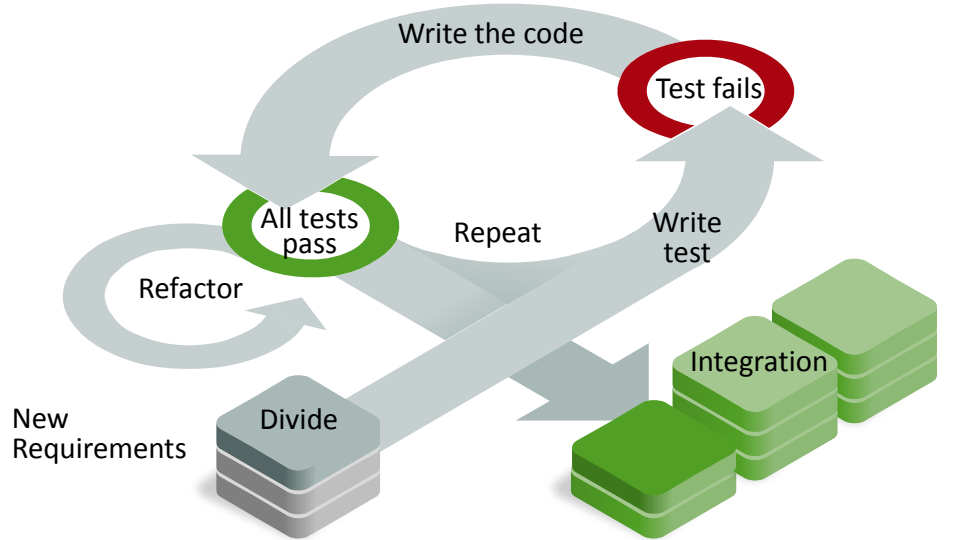 Write the code
Test fails
All tests
pass
Repeat
Write
test
Refactor
Integration
New
Requirements
Divide